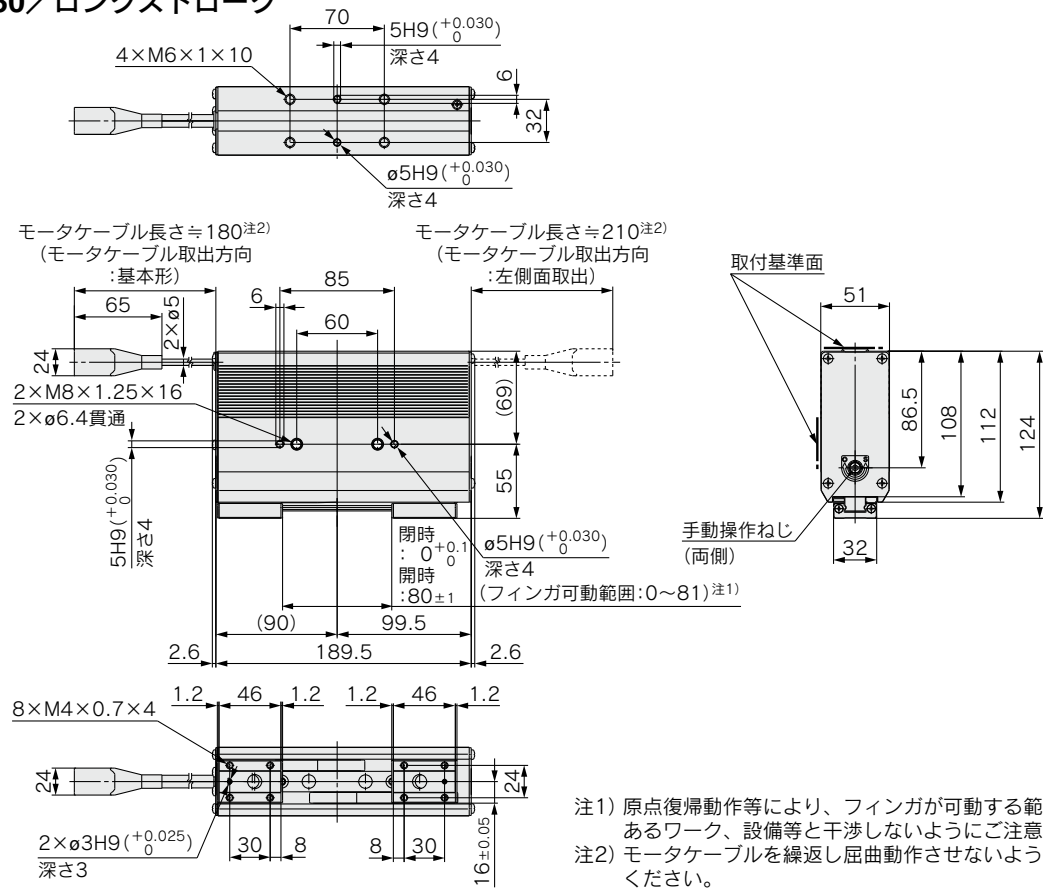 30/ロングストローク
70
5H9(+0.030 0)
深さ4
4×M6×1×10
6
32
ø5H9(+0.030 0)
深さ4
モータケーブル長さ≒180注2)
(モータケーブル取出方向
:基本形)
モータケーブル長さ≒210注2)
(モータケーブル取出方向
:左側面取出)
取付基準面
65
6
2×ø5
85
60
51
24
2×M8×1.25×16
2×ø6.4貫通
(69)
55
86.5
108
112
124
5H9(+0.030 0)
深さ4
閉時
: 0+0.1 0
開時
:80±1
ø5H9(+0.030 0)
深さ4
(フィンガ可動範囲:0〜81)注1)
手動操作ねじ
(両側)
32
(90)
99.5
2.6
189.5
2.6
1.2
46
1.2
1.2
46
1.2
8×M4×0.7×4
24
24
2×ø3H9(+0.025 0)
深さ3
30
8
8
30
16±0.05
注1) 原点復帰動作等により、フィンガが可動する範
あるワーク、設備等と干渉しないようにご注意
注2) モータケーブルを繰返し屈曲動作させないよう
ください。